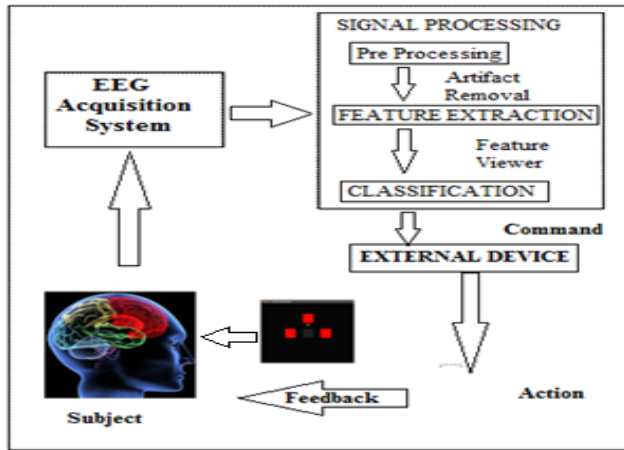 SIGNAL PROCESSING
Pre Processing
Artifact
Removal
FEATURE EXTRACTION
Feature
Viewer
CLASSIFICATION
EEG
Acquisition
System
Command
EXTERNAL DEVICE
Action
Feedback
Subject